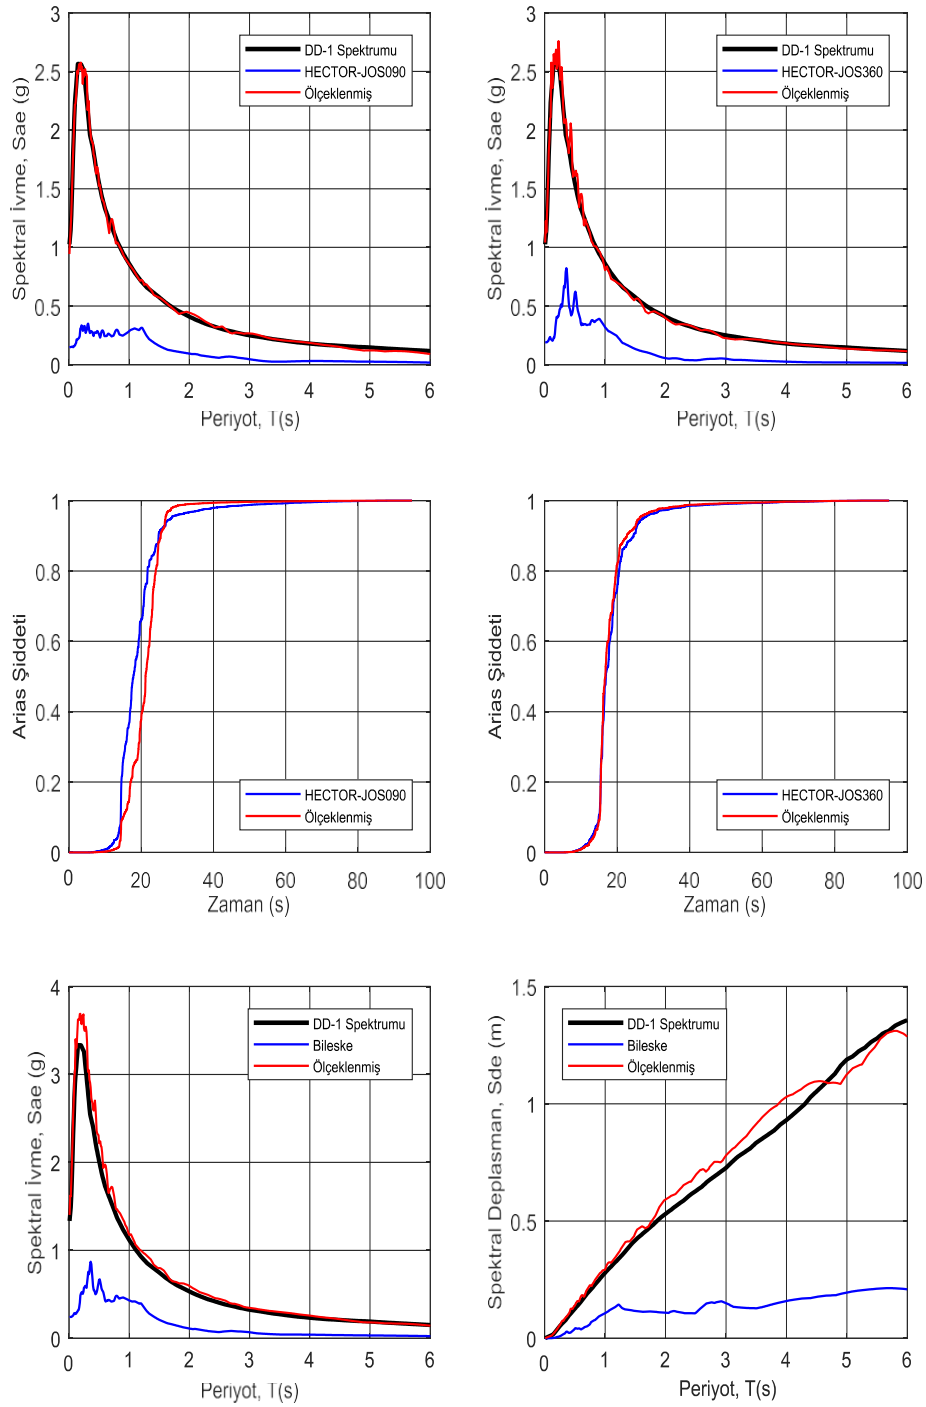 3
2.5
2
1.5
1
0.5
0
Spektral İvme, Sae (g)
DD-1 Spektrumu
HECTOR-JOS090
Ölçeklenmiş
0 1 2 3 4 5 6
Periyot, T(s)
3
2.5
2
1.5
1
0.5
0
Spektral İvme, Sae (g)
DD-1 Spektrumu
HECTOR-JOS360
Ölçeklenmiş
0 1 2 3 4 5 6
Periyot, T(s)
1
0.8
0.6
0.4
0.2
0
Arias Şiddeti
HECTOR-JOS090
Ölçeklenmiş
0 20 40 60 80 100
Zaman (s)
1
0.8
0.6
0.4
0.2
0
Arias Şiddeti
HECTOR-JOS360
Ölçeklenmiş
0 20 40 60 80 100
Zaman (s)
4
3
2
1
0
Spektral İvme, Sae (g)
DD-1 Spektrumu
Bileske
Ölçeklenmiş
0 1 2 3 4 5 6
Periyot, T(s)
1.5
1
0.5
0
Spektral Deplasman, Sde (m)
DD-1 Spektrumu
Bileske
Ölçeklenmiş
0 1 2 3 4 5 6
Periyot, T(s)